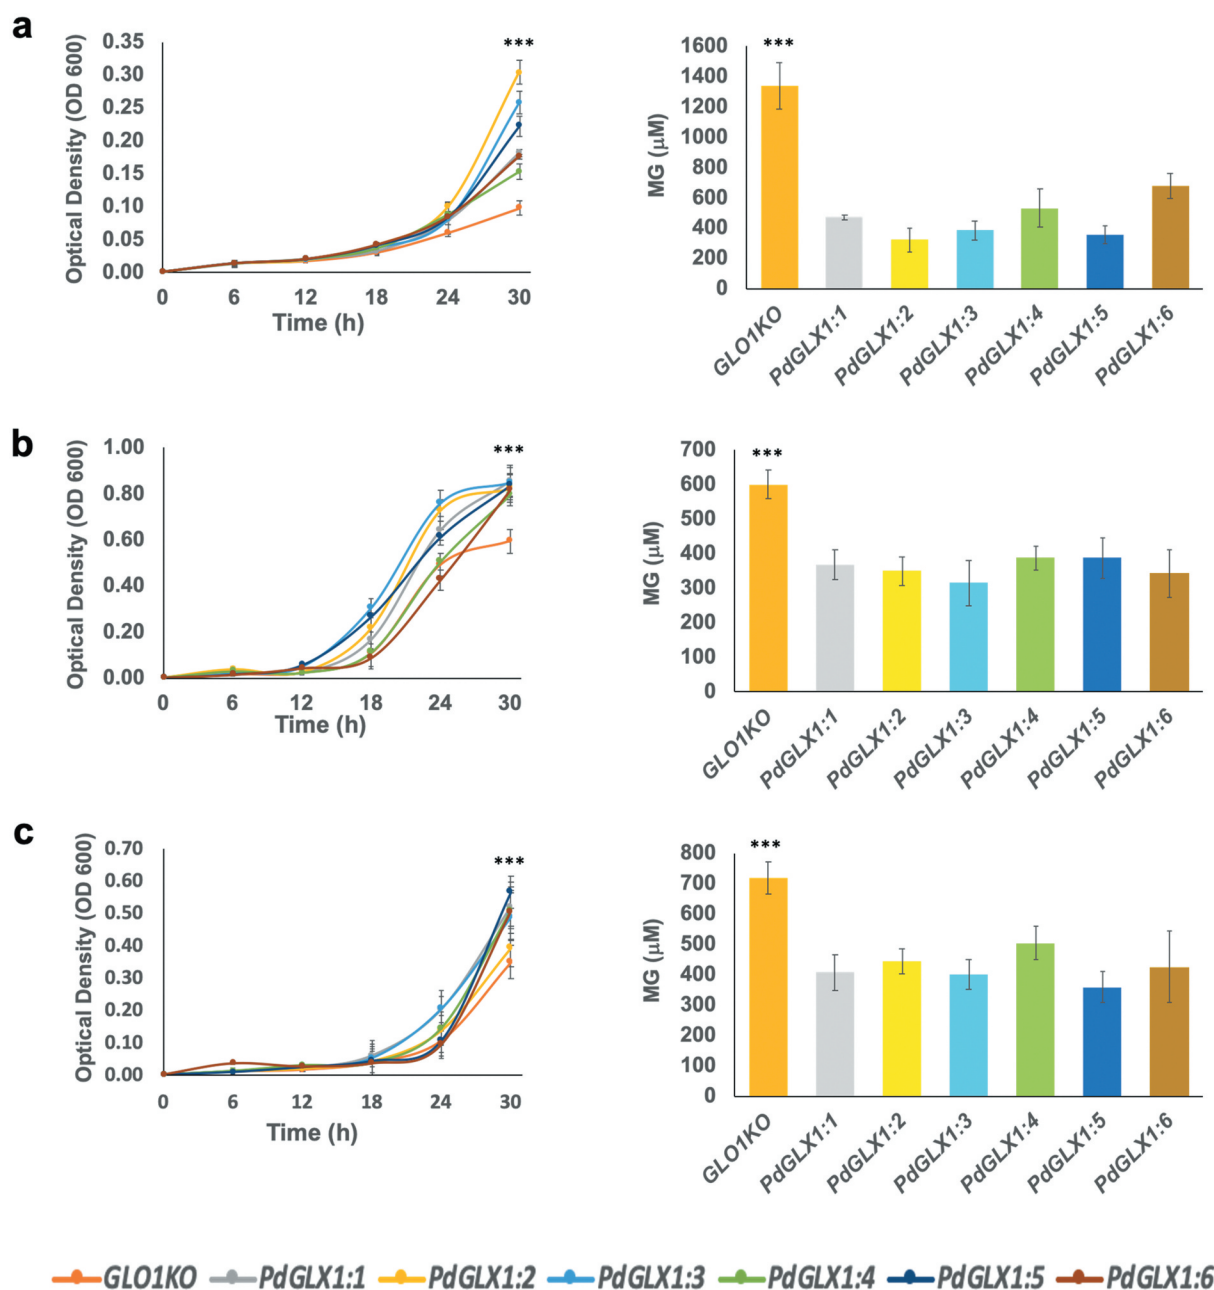 a
Optical Density (OD 600)
0.35
0.30
0.25
0.20
0.15
0.10
0.05
0.00
0 6 12 18 24 30
Time (h)
***
MG (µM)
1600
1400
1200
1000
800
600
400
200
0
***
GLO1KO PdGLX1:1 PdGLX1:2 PdGLX1:3 PdGLX1:4 PdGLX1:5 PdGLX1:6
b
Optical Density (OD 600)
1.00
0.80
0.60
0.40
0.20
0.00
0 6 12 18 24 30
Time (h)
***
MG (µM)
700
600
500
400
300
200
100
0
***
GLO1KO PdGLX1:1 PdGLX1:2 PdGLX1:3 PdGLX1:4 PdGLX1:5 PdGLX1:6
c
Optical Density (OD 600)
0.70
0.60
0.50
0.40
0.30
0.20
0.10
0.00
0 6 12 18 24 30
Time (h)
***
MG (µM)
800
700
600
500
400
300
200
100
0
***
GLO1KO PdGLX1:1 PdGLX1:2 PdGLX1:3 PdGLX1:4 PdGLX1:5 PdGLX1:6
GLO1KO PdGLX1:1 PdGLX1:2 PdGLX1:3 PdGLX1:4 PdGLX1:5 PdGLX1:6